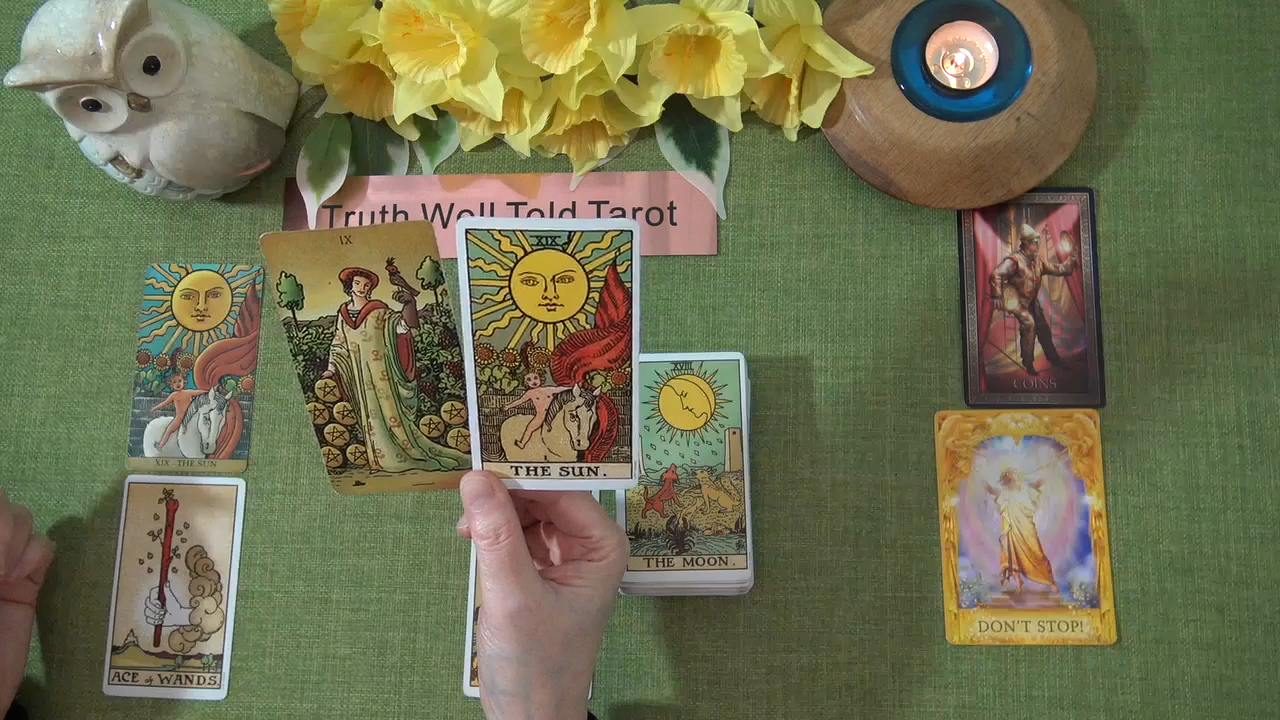 Truth Well Told Tarot
IX
XIX
THE SUN.
XIX THE SUN
ACE of WANDS.
XVIII
THE MOON.
II
COINS
DON'T STOP!